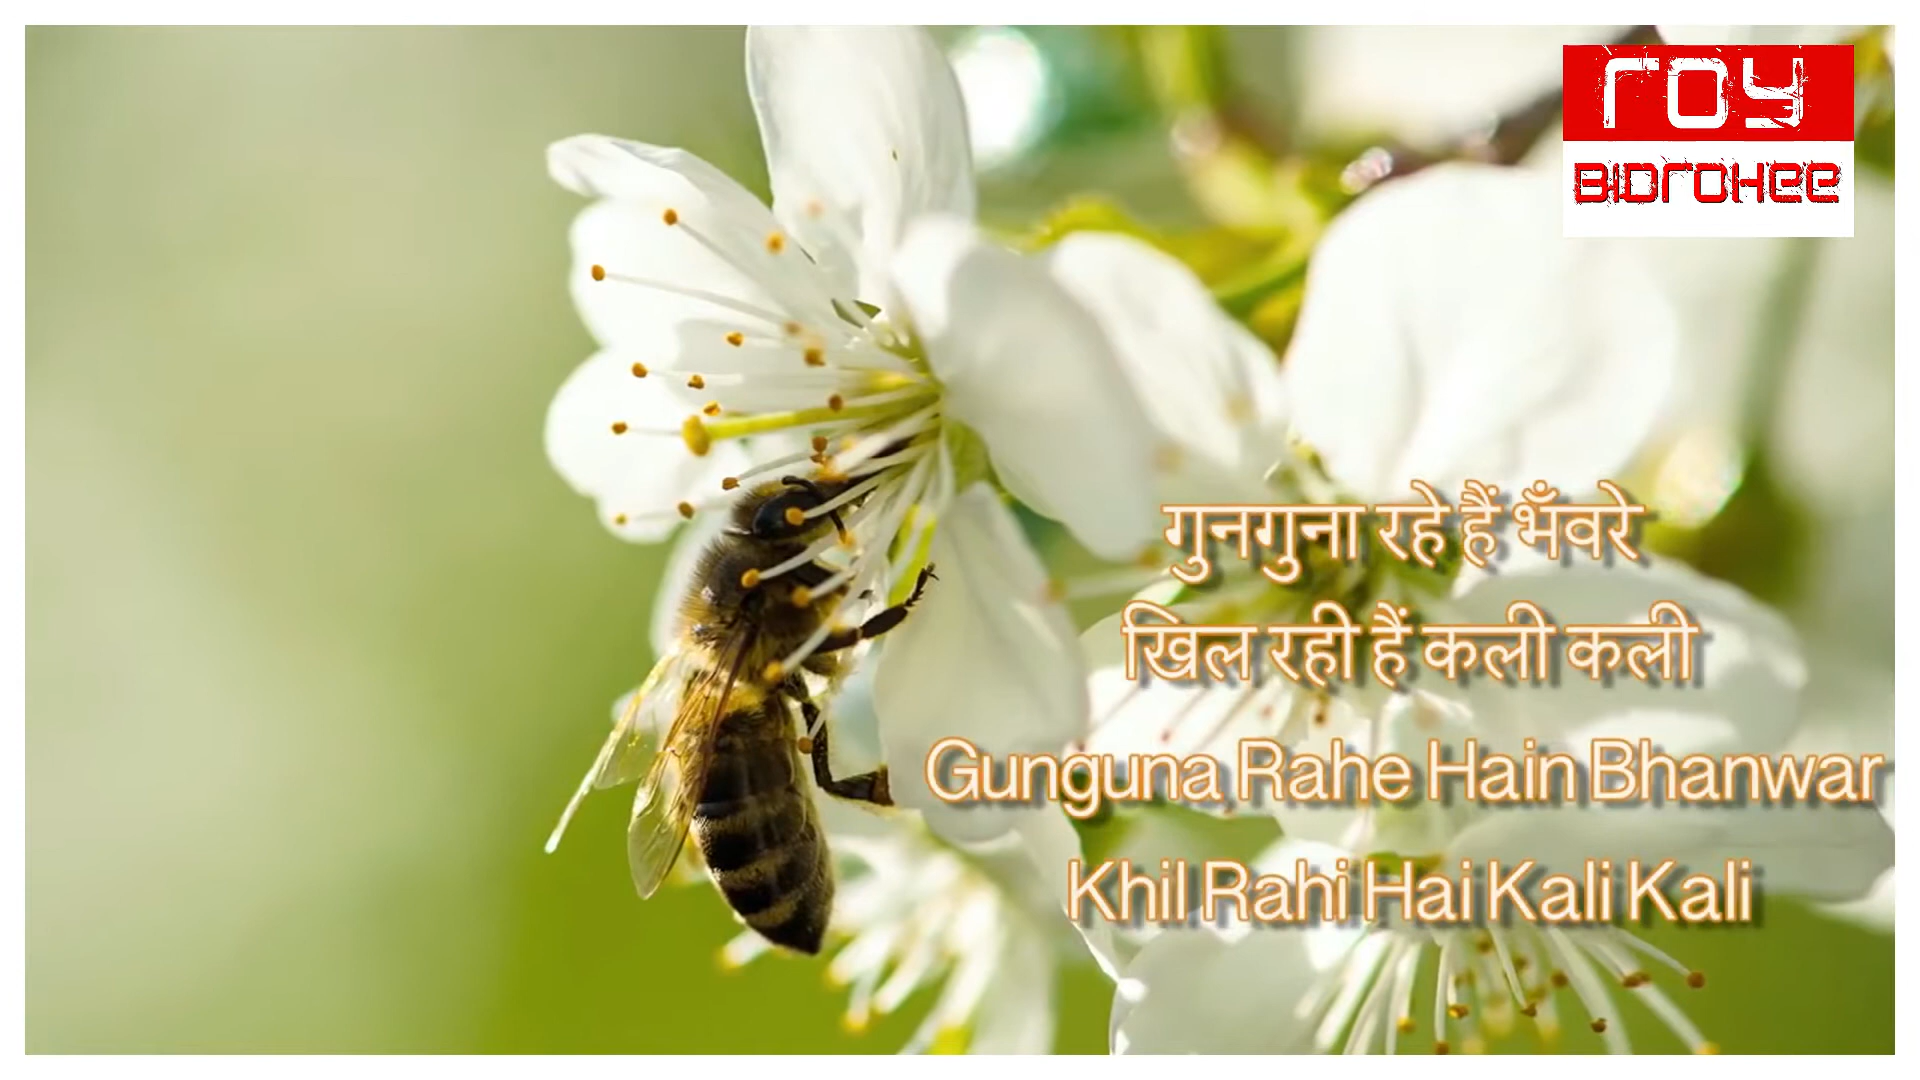 roy
BIDroHee
गुनगुना रहे हैं भँवरे
खिल रही हैं कली कली
Gunguna Rahe Hain Bhanwar
Khil Rahi Hai Kali Kali